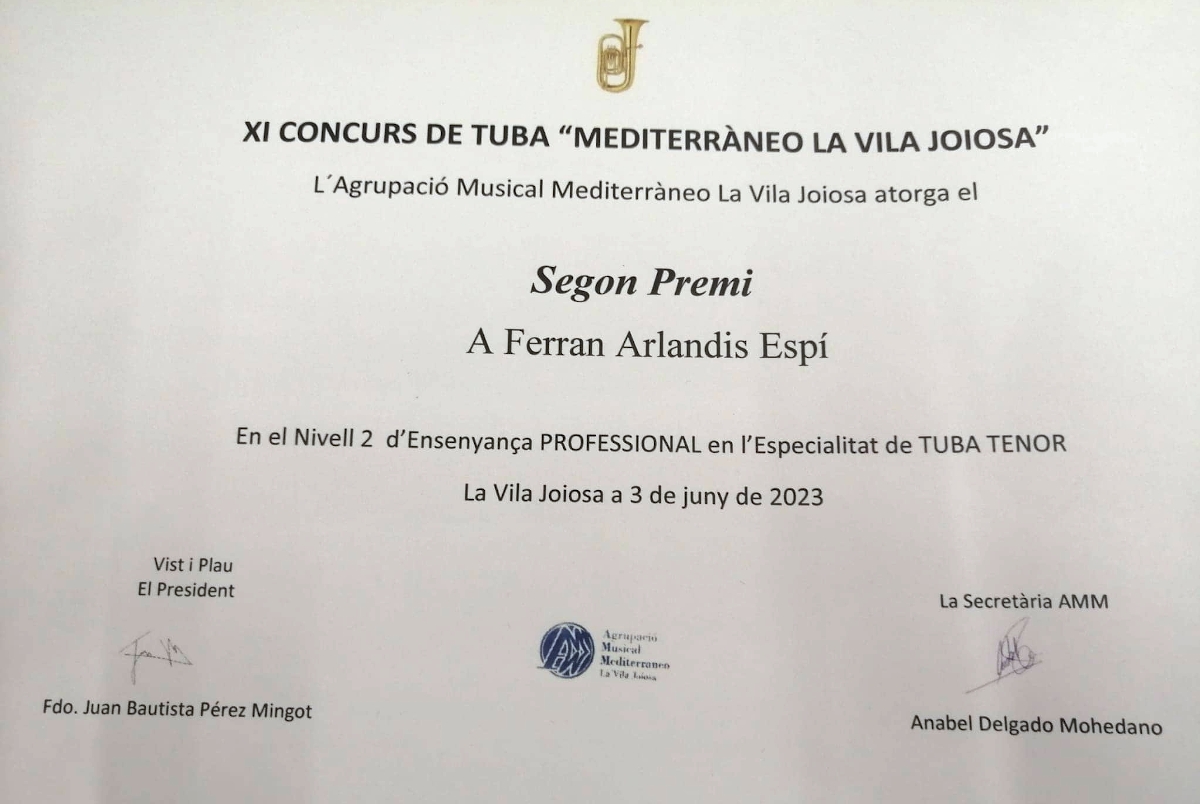 XI CONCURS DE TUBA “MEDITERRÀNEO LA VILA JOIOSA”
L´Agrupació Musical Mediterràneo La Vila Joiosa atorga el
Segon Premi
A Ferran Arlandis Espí
En el Nivell 2 d’Ensenyança PROFESSIONAL en l’Especialitat de TUBA TENOR
La Vila Joiosa a 3 de juny de 2023
Vist i Plau
El President
Fdo. Juan Bautista Pérez Mingot
Agrupació
Musical
Mediterraneo
La Vila Joiosa
La Secretària AMM
Anabel Delgado Mohedano